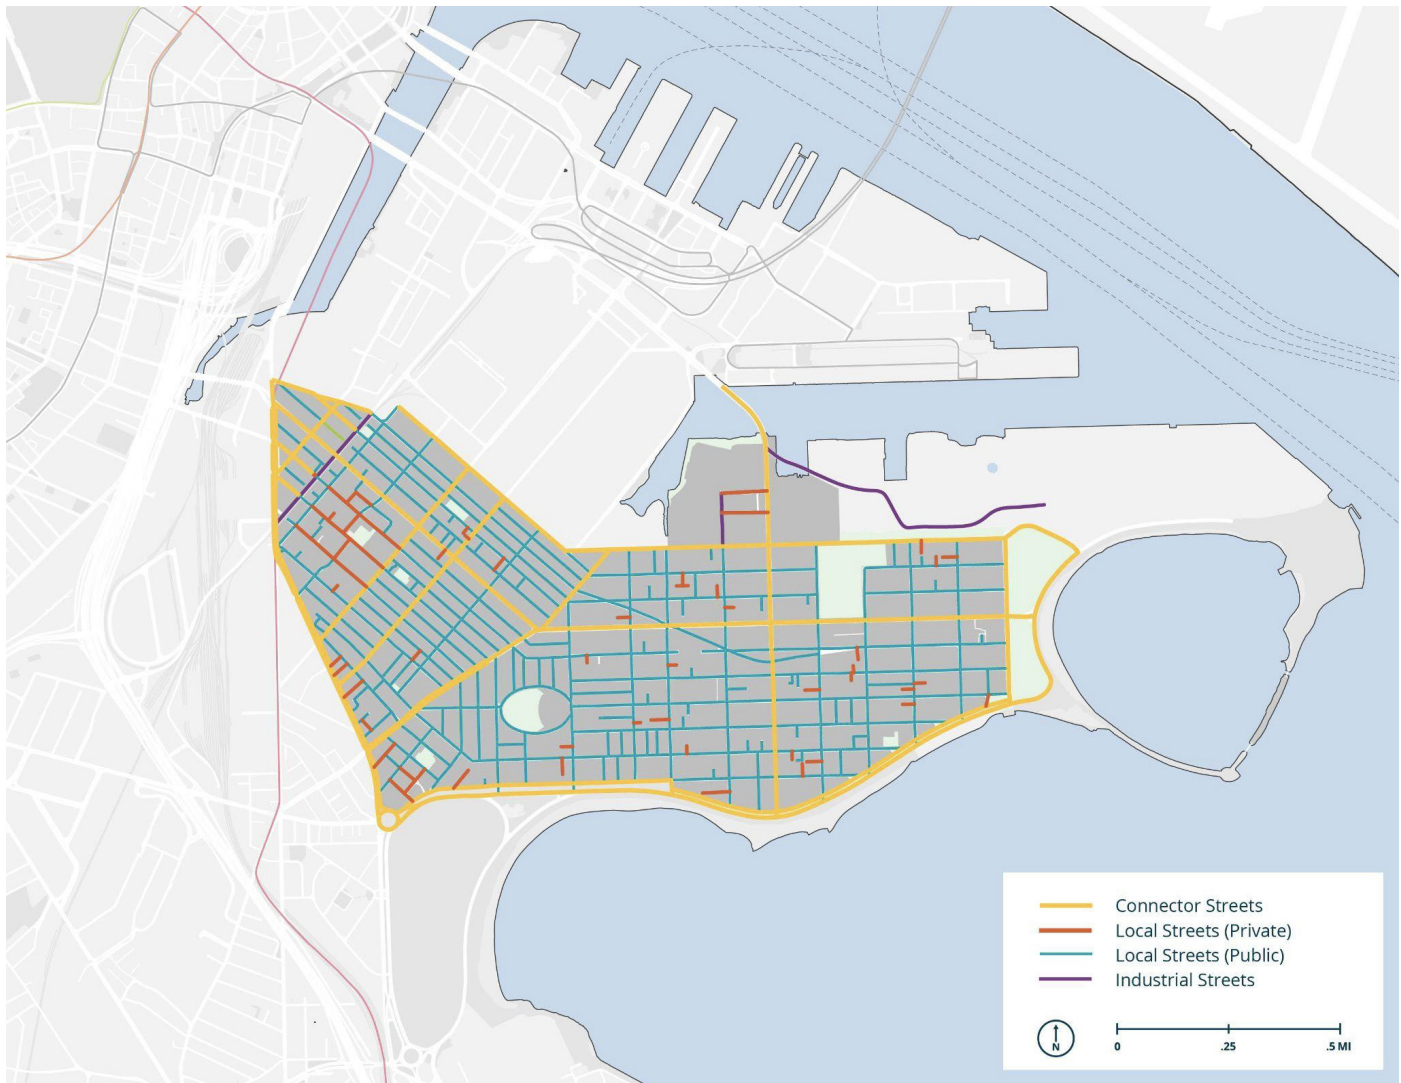 Connector Streets
Local Streets (Private)
Local Streets (Public)
Industrial Streets
N
0 .25 .5 MI